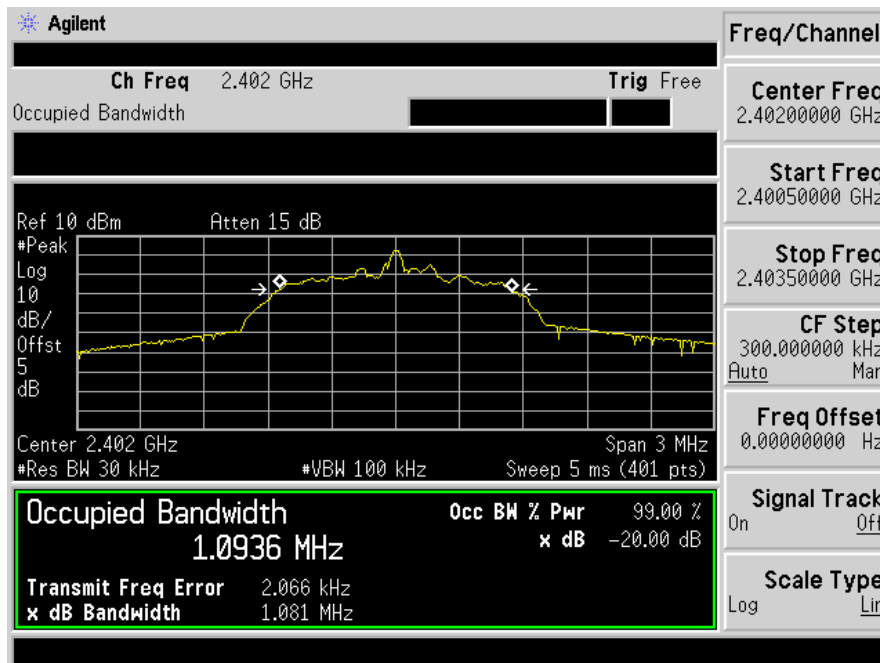 Agilent
Ch Freq 2.402 GHz Trig Free
Occupied Bandwidth
Ref 10 dBm Atten 15 dB
#Peak
Log
10
dB/
Offst
5
dB
Center 2.402 GHz Span 3 MHz
#Res BW 30 kHz #VBW 100 kHz Sweep 5 ms (401 pts)
Occupied Bandwidth Occ BW % Pwr 99.00 %
1.0936 MHz x dB -20.00 dB
Transmit Freq Error 2.066 kHz
x dB Bandwidth 1.081 MHz
Freq/Channel
Center Freq
2.40200000 GHz
Start Freq
2.40050000 GHz
Stop Freq
2.40350000 GHz
CF Step
300.000000 kHz
Auto Man
Freq Offset
0.00000000 Hz
Signal Track
On Off
Scale Type
Log Lin